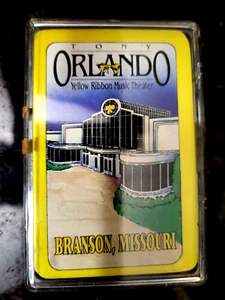 TONY
ORLANDO
Yellow Ribbon Music Theater
BRANSON, MISSOURI